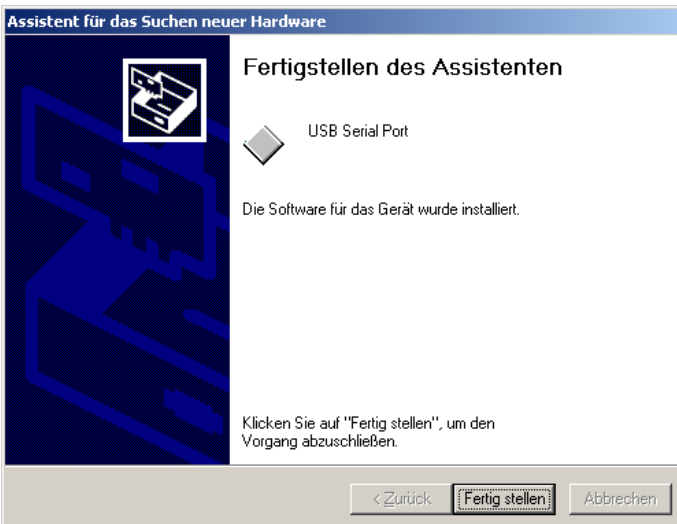 Assistent für das Suchen neuer Hardware
Fertigstellen des Assistenten
USB Serial Port
Die Software für das Gerät wurde installiert.
Klicken Sie auf "Fertig stellen", um den
Vorgang abzuschließen.
< Zurück Fertig stellen Abbrechen